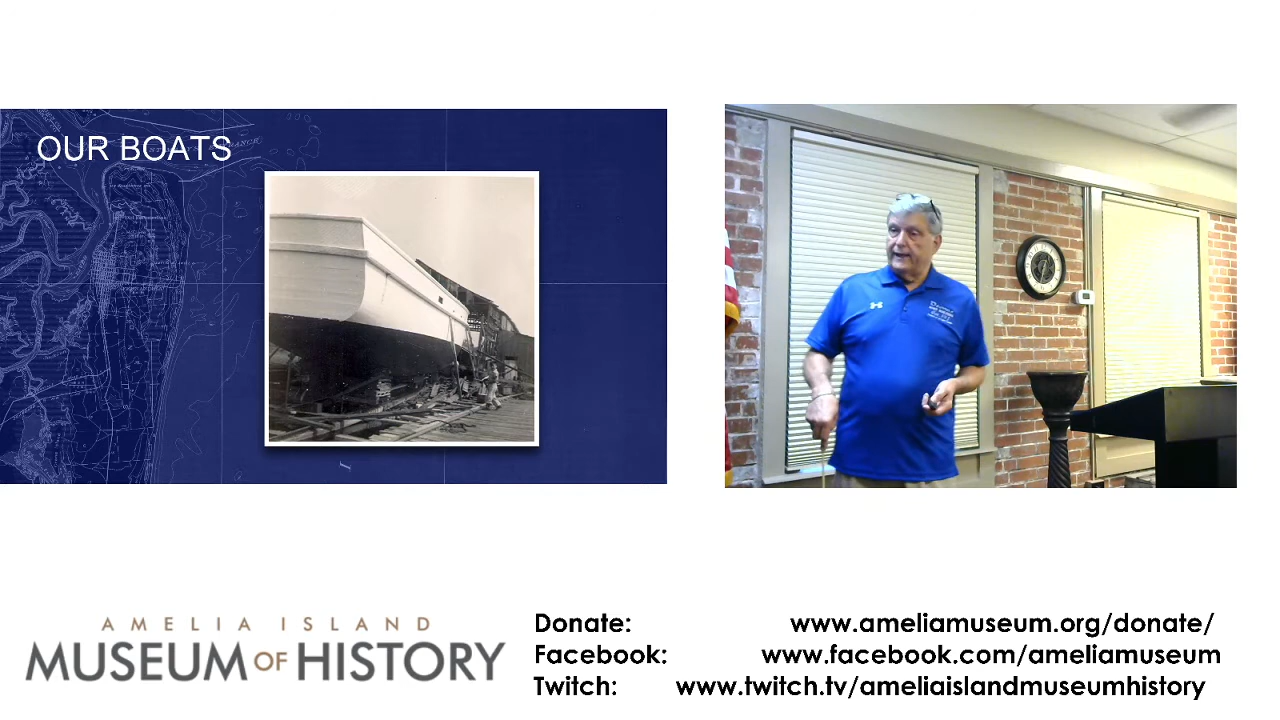 OUR BOATS
AMELIA ISLAND
MUSEUM OF HISTORY
Donate: www.ameliamuseum.org/donate/
Facebook: www.facebook.com/ameliamuseum
Twitch: www.twitch.tv/ameliaislandmuseumhistory